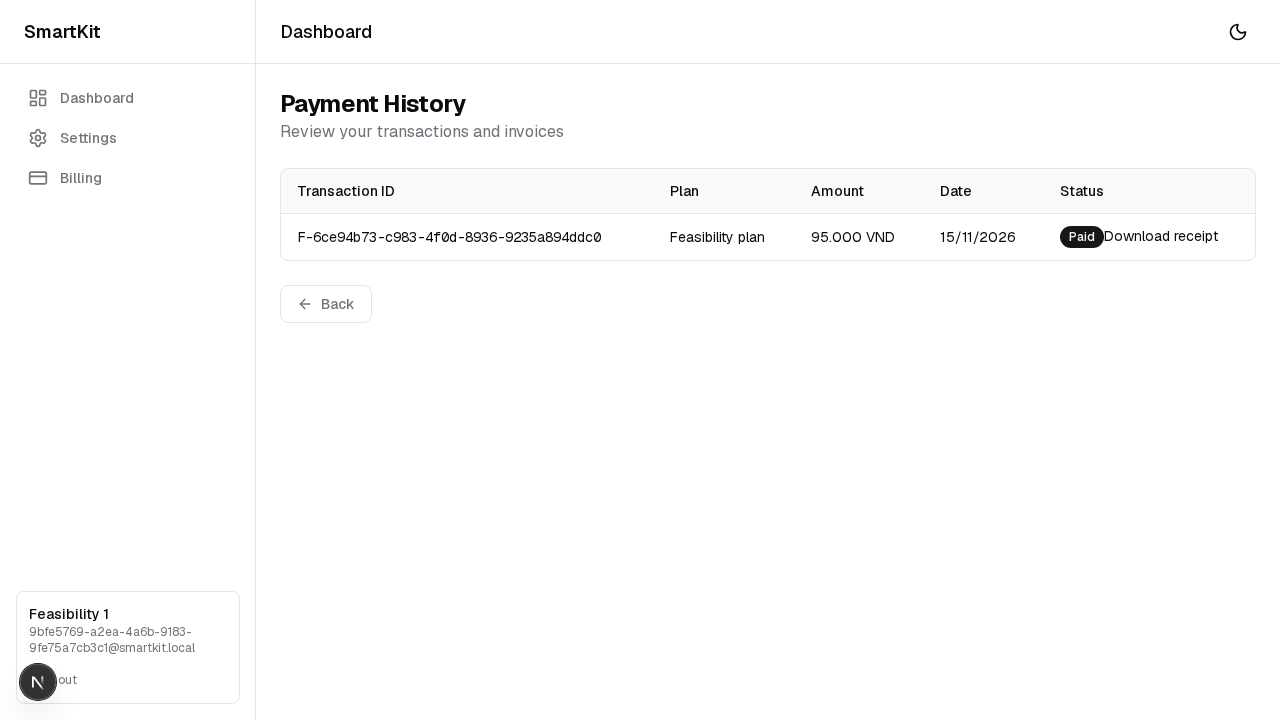 SmartKit
Dashboard
Dashboard
Settings
Billing
Payment History
Review your transactions and invoices
Transaction ID Plan Amount Date Status
F-6ce94b73-c983-4f0d-8936-9235a894ddc0 Feasibility plan 95.000 VND 15/11/2026 Paid Download receipt
Back
Feasibility 1
9bfe5769-a2ea-4a6b-9183-
9fe75a7cb3c1@smartkit.local
out
N